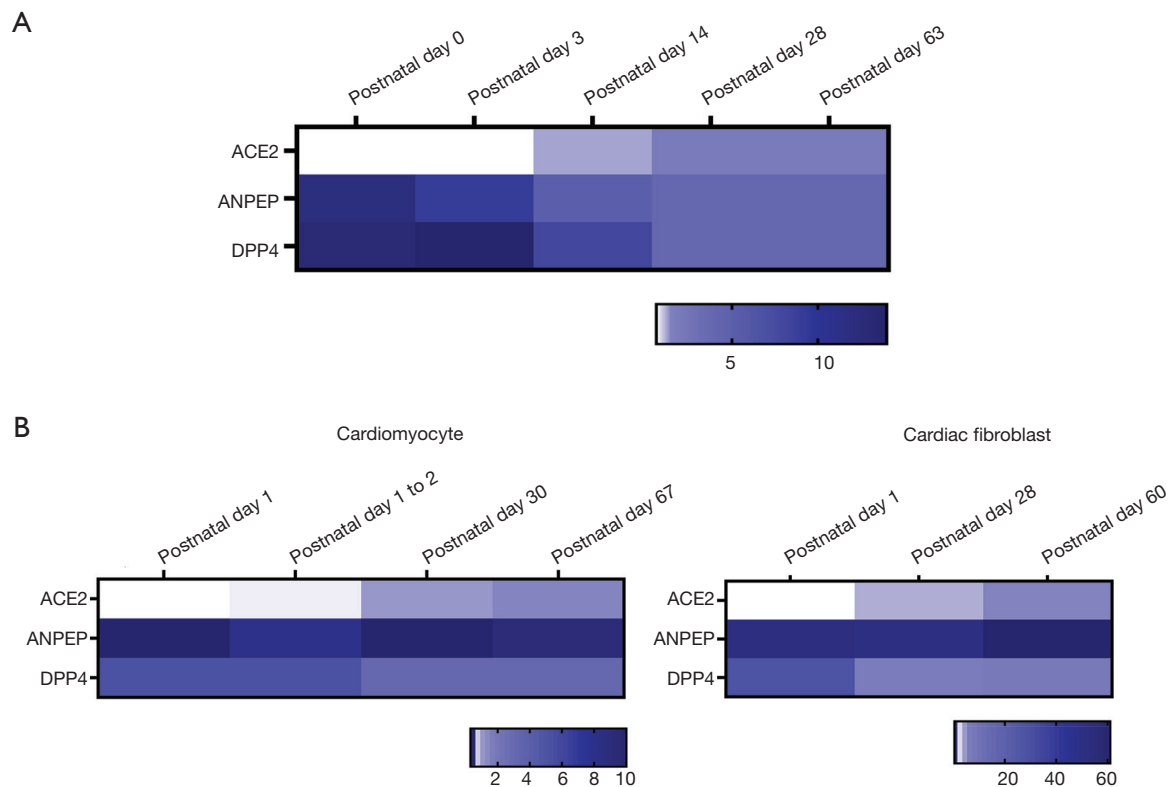 A
Postnatal day 0
Postnatal day 3
Postnatal day 14
Postnatal day 28
Postnatal day 63
ACE2
ANPEP
DPP4
5 10
B
Cardiomyocyte
Postnatal day 1
Postnatal day 1 to 2
Postnatal day 30
Postnatal day 67
ACE2
ANPEP
DPP4
2 4 6 8 10
Cardiac fibroblast
Postnatal day 1
Postnatal day 28
Postnatal day 60
ACE2
ANPEP
DPP4
20 40 60